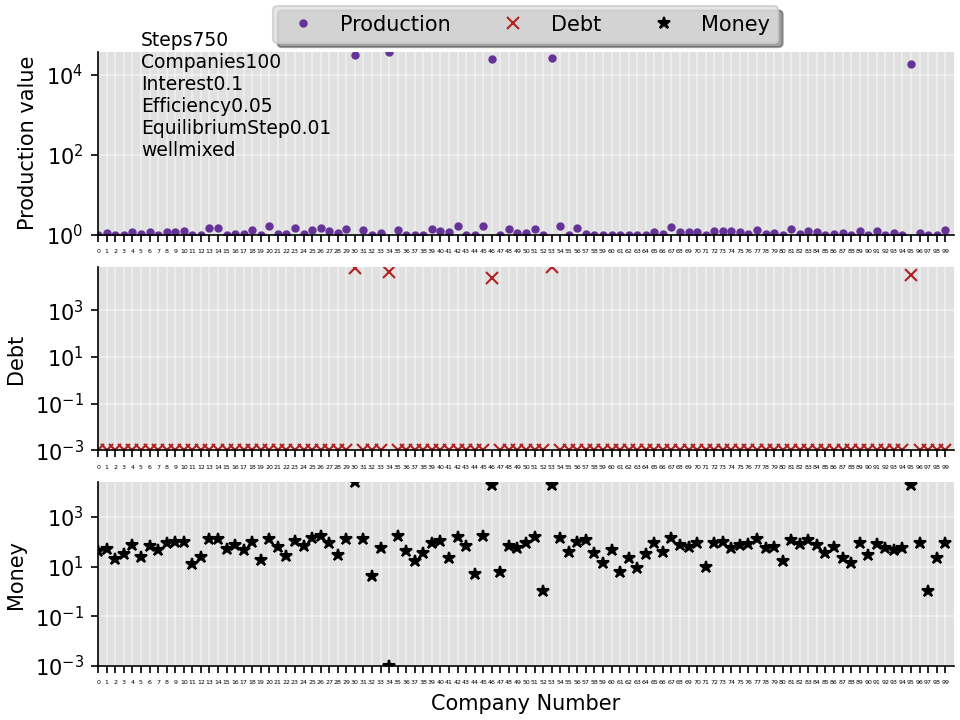 Production Debt Money
Steps750
Companies100
Interest0.1
Efficiency0.05
EquilibriumStep0.01
wellmixed
Production value
10^4
10^2
10^0
0 1 2 3 4 5 6 7 8 9 10 11 12 13 14 15 16 17 18 19 20 21 22 23 24 25 26 27 28 29 30 31 32 33 34 35 36 37 38 39 40 41 42 43 44 45 46 47 48 49 50 51 52 53 54 55 56 57 58 59 60 61 62 63 64 65 66 67 68 69 70 71 72 73 74 75 76 77 78 79 80 81 82 83 84 85 86 87 88 89 90 91 92 93 94 95 96 97 98 99
Debt
10^3
10^1
10^−1
10^−3
0 1 2 3 4 5 6 7 8 9 10 11 12 13 14 15 16 17 18 19 20 21 22 23 24 25 26 27 28 29 30 31 32 33 34 35 36 37 38 39 40 41 42 43 44 45 46 47 48 49 50 51 52 53 54 55 56 57 58 59 60 61 62 63 64 65 66 67 68 69 70 71 72 73 74 75 76 77 78 79 80 81 82 83 84 85 86 87 88 89 90 91 92 93 94 95 96 97 98 99
Money
10^3
10^1
10^−1
10^−3
0 1 2 3 4 5 6 7 8 9 10 11 12 13 14 15 16 17 18 19 20 21 22 23 24 25 26 27 28 29 30 31 32 33 34 35 36 37 38 39 40 41 42 43 44 45 46 47 48 49 50 51 52 53 54 55 56 57 58 59 60 61 62 63 64 65 66 67 68 69 70 71 72 73 74 75 76 77 78 79 80 81 82 83 84 85 86 87 88 89 90 91 92 93 94 95 96 97 98 99
Company Number